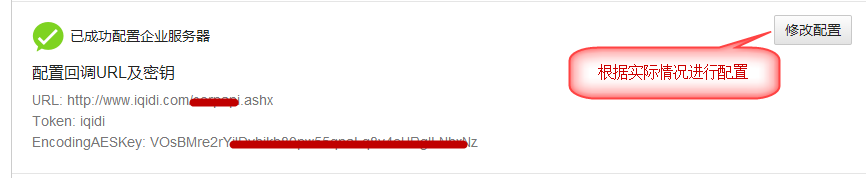 已成功配置企业服务器
修改配置
根据实际情况进行配置
配置回调URL及密钥
URL: http://www.iqidi.com/ .ashx
Token: iqidi
EncodingAESKey: VOsBMre2rY